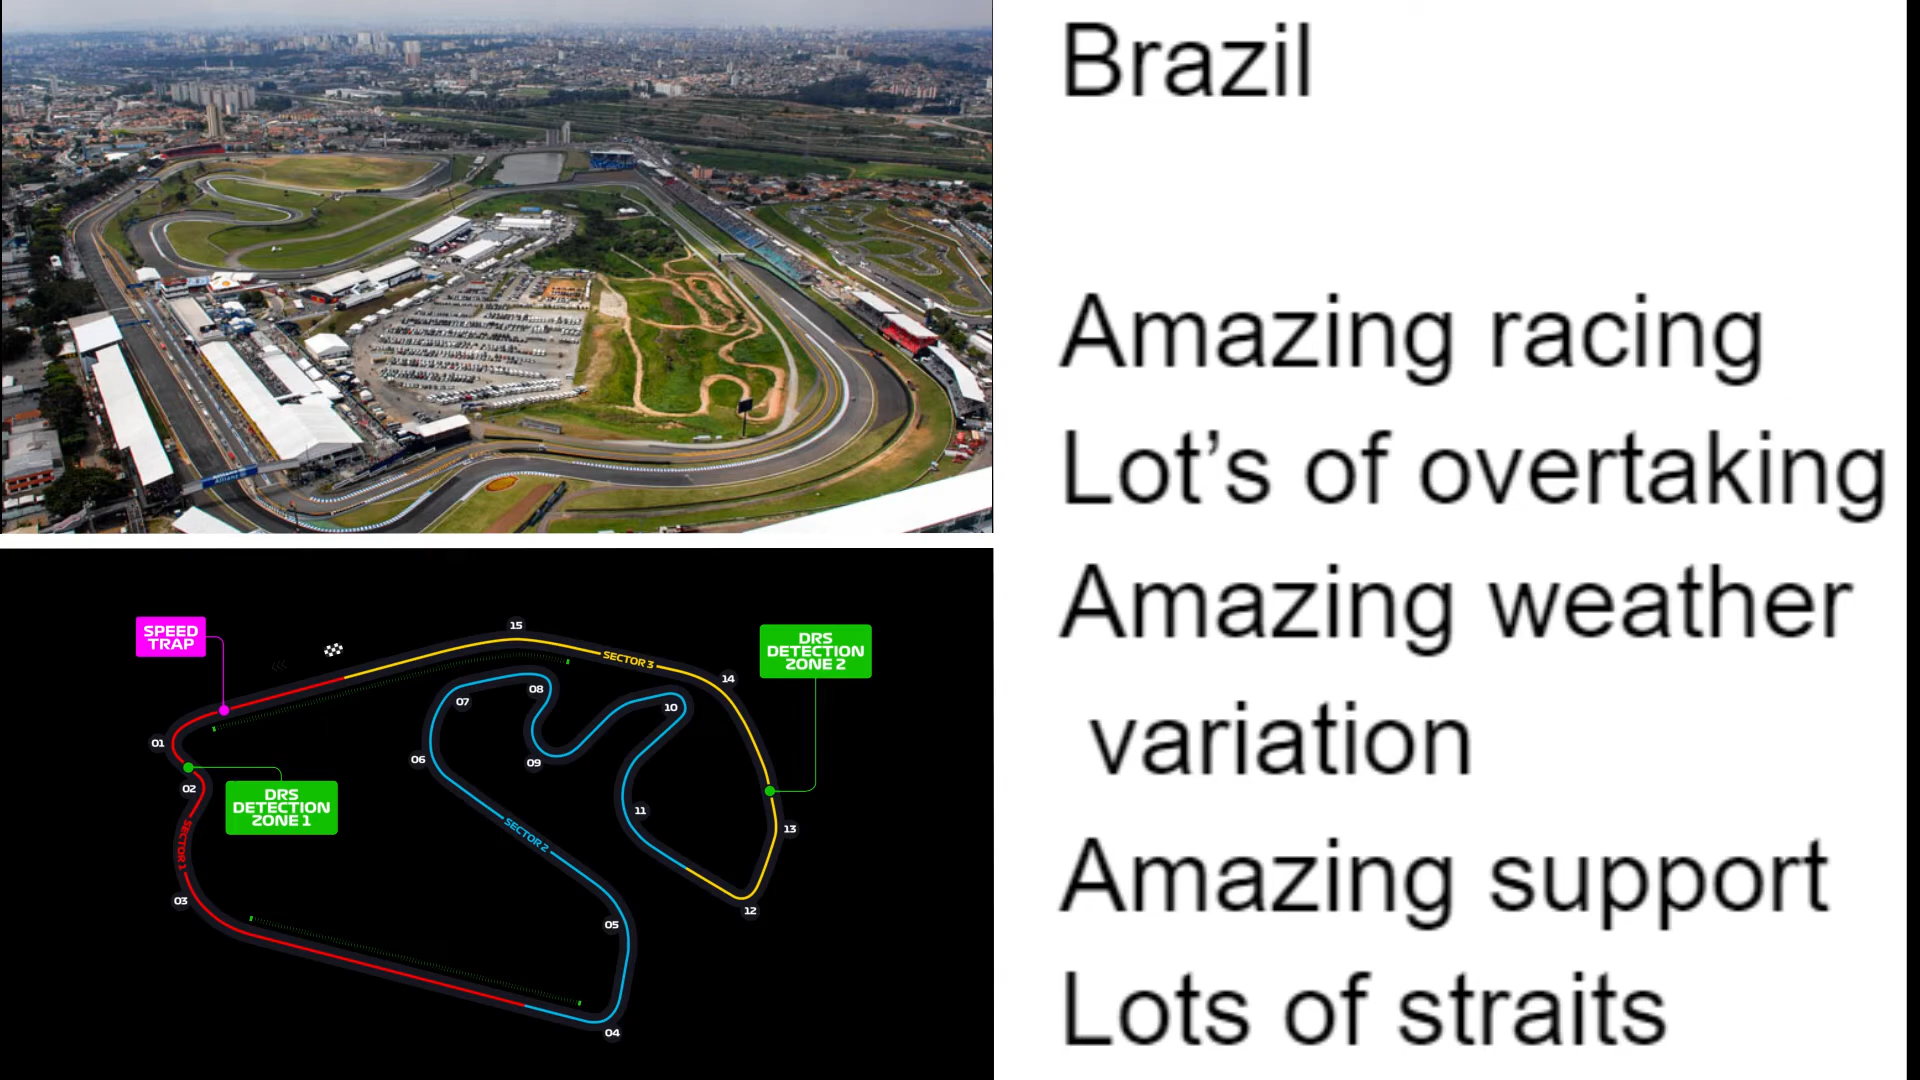 Brazil
Amazing racing
Lot’s of overtaking
Amazing weather
variation
Amazing support
Lots of straits
Allianz
SPEED
TRAP
DRS
DETECTION
ZONE 2
DRS
DETECTION
ZONE 1
SECTOR 1
SECTOR 2
SECTOR 3
01
02
03
04
05
06
07
08
09
10
11
12
13
14
15